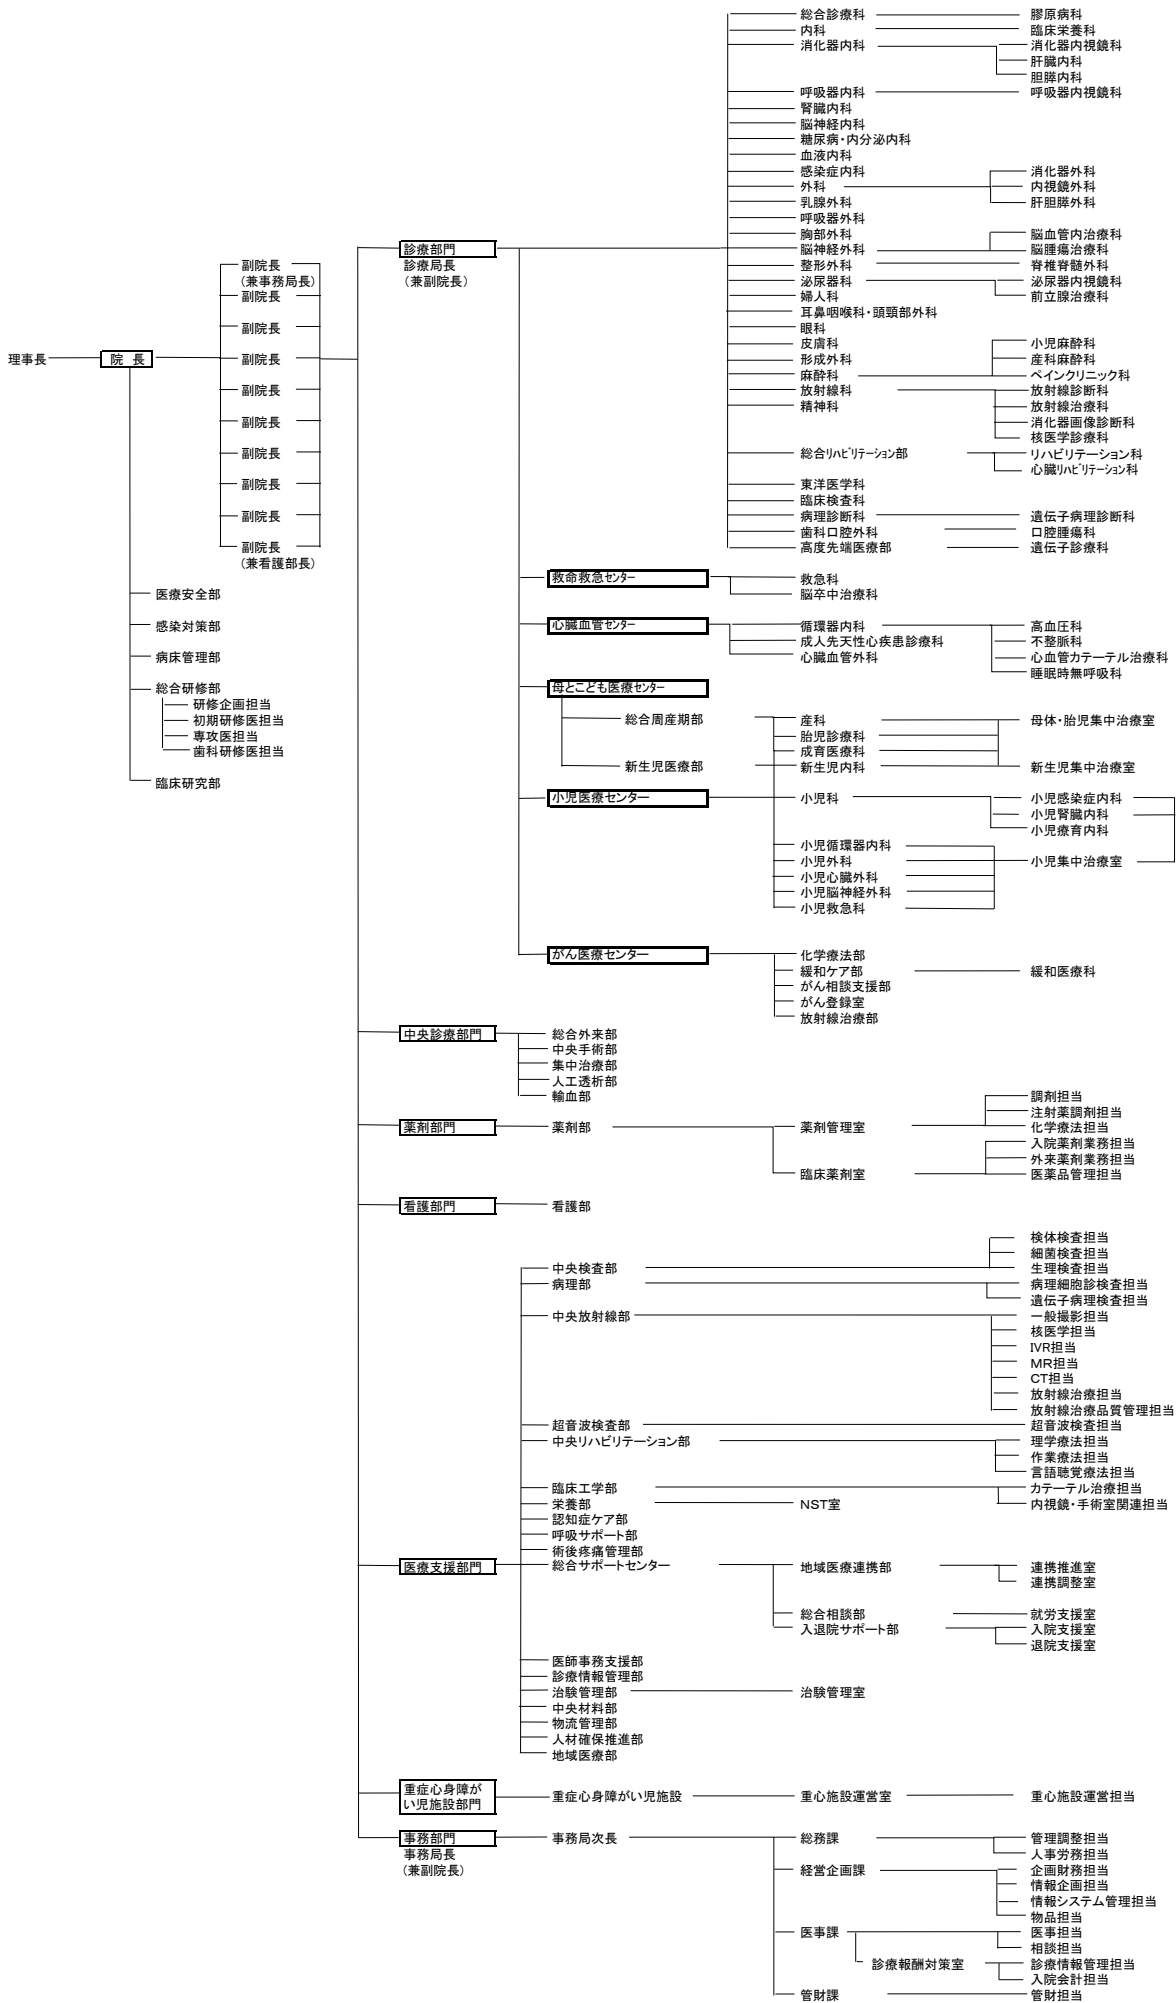 理事長
院　長
副院長
(兼事務局長)
副院長
副院長
副院長
副院長
副院長
副院長
副院長
副院長
副院長
(兼看護部長)
医療安全部
感染対策部
病床管理部
総合研修部
研修企画担当
初期研修医担当
専攻医担当
歯科研修医担当
臨床研究部
診療部門
診療局長
(兼副院長)
総合診療科
膠原病科
内科
臨床栄養科
消化器内科
消化器内視鏡科
肝臓内科
胆膵内科
呼吸器内科
呼吸器内視鏡科
腎臓内科
脳神経内科
糖尿病・内分泌内科
血液内科
感染症内科
外科
消化器外科
内視鏡外科
肝胆膵外科
乳腺外科
呼吸器外科
胸部外科
脳神経外科
脳血管内治療科
脳腫瘍治療科
整形外科
脊椎脊髄外科
泌尿器科
泌尿器内視鏡科
前立腺治療科
婦人科
耳鼻咽喉科・頭頸部外科
眼科
皮膚科
形成外科
麻酔科
小児麻酔科
産科麻酔科
ペインクリニック科
放射線科
放射線診断科
放射線治療科
消化器画像診断科
核医学診療科
精神科
総合ﾘﾊﾋﾞﾘﾃｰｼｮﾝ部
リハビリテーション科
心臓ﾘﾊﾋﾞﾘﾃｰｼｮﾝ科
東洋医学科
臨床検査科
病理診断科
遺伝子病理診断科
歯科口腔外科
口腔腫瘍科
高度先端医療部
遺伝子診療科
救命救急ｾﾝﾀｰ
救急科
脳卒中治療科
心臓血管ｾﾝﾀｰ
循環器内科
高血圧科
不整脈科
心血管カテーテル治療科
睡眠時無呼吸科
成人先天性心疾患診療科
心臓血管外科
母とこども医療ｾﾝﾀｰ
総合周産期部
産科
胎児診療科
成育医療科
母体・胎児集中治療室
新生児医療部
新生児内科
新生児集中治療室
小児医療センター
小児科
小児感染症内科
小児腎臓内科
小児療育内科
小児循環器内科
小児外科
小児心臓外科
小児脳神経外科
小児救急科
小児集中治療室
がん医療センター
化学療法部
緩和ケア部
緩和医療科
がん相談支援部
がん登録室
放射線治療部
中央診療部門
総合外来部
中央手術部
集中治療部
人工透析部
輸血部
薬剤部門
薬剤部
薬剤管理室
調剤担当
注射薬調剤担当
化学療法担当
臨床薬剤室
入院薬剤業務担当
外来薬剤業務担当
医薬品管理担当
看護部門
看護部
医療支援部門
中央検査部
検体検査担当
細菌検査担当
生理検査担当
病理部
病理細胞診検査担当
遺伝子病理検査担当
中央放射線部
一般撮影担当
核医学担当
IVR担当
MR担当
CT担当
放射線治療担当
放射線治療品質管理担当
超音波検査部
超音波検査担当
中央リハビリテーション部
理学療法担当
作業療法担当
言語聴覚療法担当
臨床工学部
カテーテル治療担当
内視鏡・手術室関連担当
栄養部
NST室
認知症ケア部
呼吸サポート部
術後疼痛管理部
総合サポートセンター
地域医療連携部
連携推進室
連携調整室
総合相談部
就労支援室
入退院サポート部
入院支援室
退院支援室
医師事務支援部
診療情報管理部
治験管理部
治験管理室
中央材料部
物流管理部
人材確保推進部
地域医療部
重症心身障が
い児施設部門
重症心身障がい児施設
重心施設運営室
重心施設運営担当
事務部門
事務局長
(兼副院長)
事務局次長
総務課
管理調整担当
人事労務担当
経営企画課
企画財務担当
情報企画担当
情報システム管理担当
物品担当
医事課
医事担当
相談担当
診療報酬対策室
診療情報管理担当
入院会計担当
管財課
管財担当